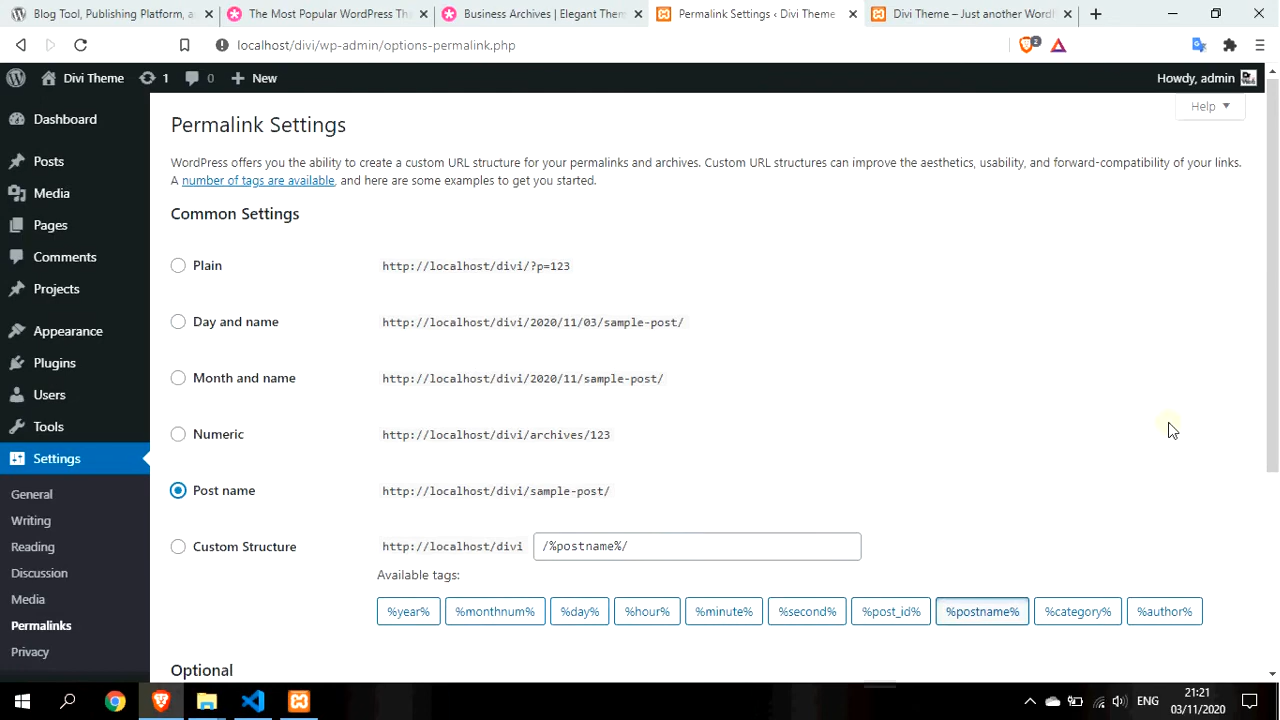 Blog Tool, Publishing Platform, a
The Most Popular WordPress Th
Business Archives | Elegant Them
Permalink Settings ‹ Divi Theme
Divi Theme – Just another Word
localhost/divi/wp-admin/options-permalink.php
2
Divi Theme
1
0
New
Howdy, admin
Dashboard
Posts
Media
Pages
Comments
Projects
Appearance
Plugins
Users
Tools
Settings
General
Writing
Reading
Discussion
Media
Permalinks
Privacy
Help
Permalink Settings
WordPress offers you the ability to create a custom URL structure for your permalinks and archives. Custom URL structures can improve the aesthetics, usability, and forward-compatibility of your links.
A number of tags are available, and here are some examples to get you started.
Common Settings
Plain http://localhost/divi/?p=123
Day and name http://localhost/divi/2020/11/03/sample-post/
Month and name http://localhost/divi/2020/11/sample-post/
Numeric http://localhost/divi/archives/123
Post name http://localhost/divi/sample-post/
Custom Structure http://localhost/divi /%postname%/
Available tags:
%year% %monthnum% %day% %hour% %minute% %second% %post_id% %postname% %category% %author%
Optional
ENG
21:21
03/11/2020